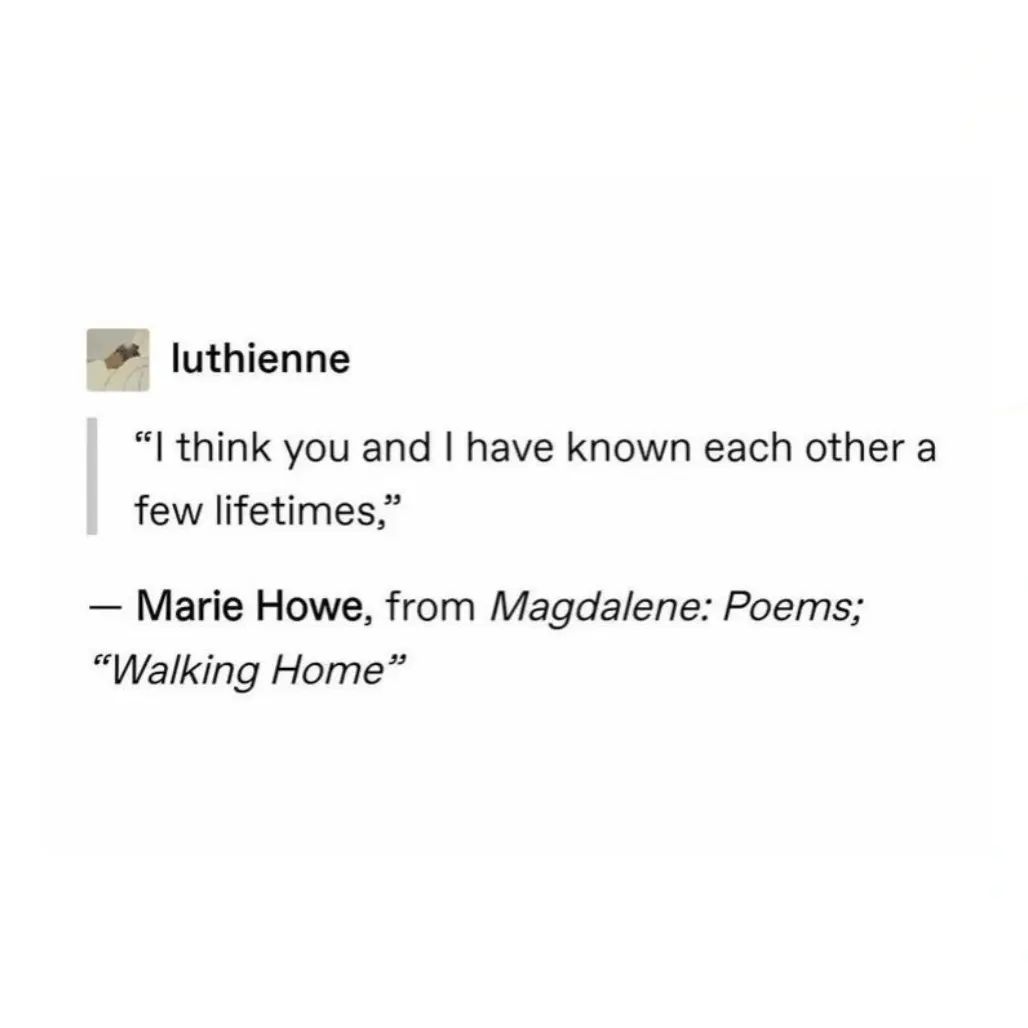 luthienne
“I think you and I have known each other a
few lifetimes,”
— Marie Howe, from Magdalene: Poems;
“Walking Home”